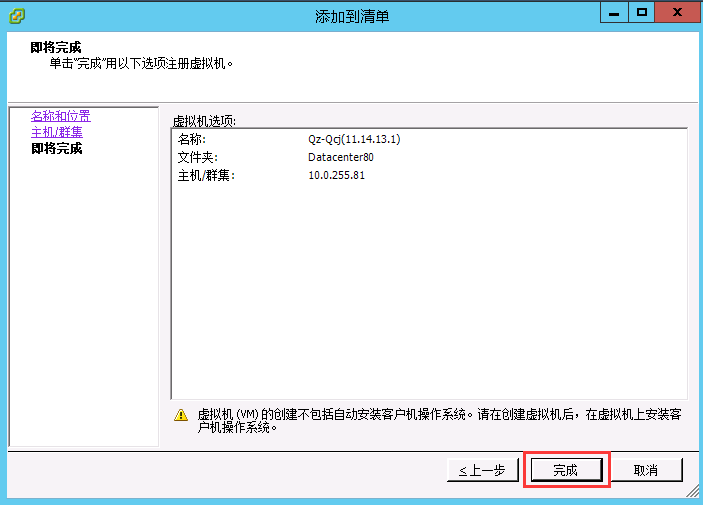 添加到清单
即将完成
单击“完成”用以下选项注册虚拟机。
名称和位置
主机/群集
即将完成
虚拟机选项:
名称: Qz-Qcj(11.14.13.1)
文件夹: Datacenter80
主机/群集: 10.0.255.81
虚拟机 (VM) 的创建不包括自动安装客户机操作系统。请在创建虚拟机后，在虚拟机上安装客
户机操作系统。
≤上一步 完成 取消